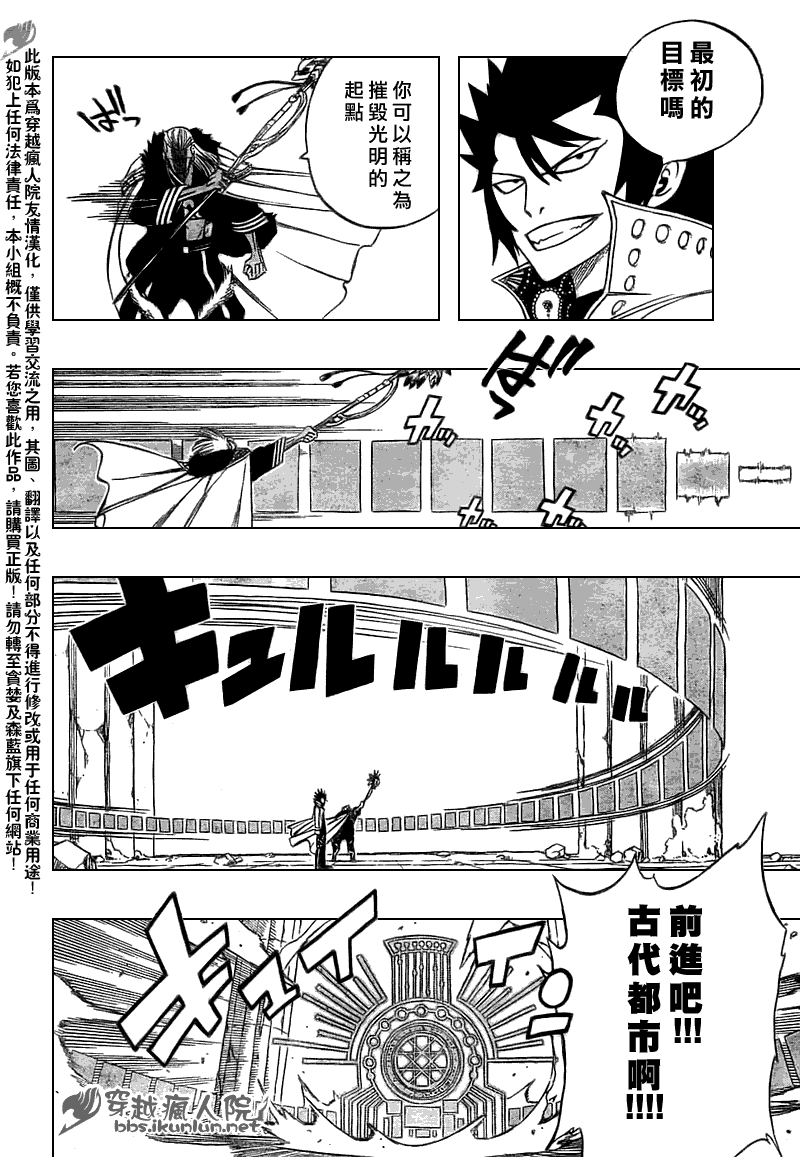 最初的
目標嗎
你可以稱之為
摧毀光明的
起點
ばっ
ばっ
カッ
カッ
カッ
カッ
ギュルルルルル
前進吧!!!
古代都市啊!!!!
キュイイィ
此版本爲穿越瘋人院友情漢化，僅供學習交流之用，其圖、翻譯以及任何部分不得進行修改或用于任何商業用途！
如犯上任何法律責任，本小組概不負責。若您喜歡此作品，請購買正版！請勿轉至貪婪及森藍旗下任何網站！
穿越瘋人院
bbs.ikunlun.net